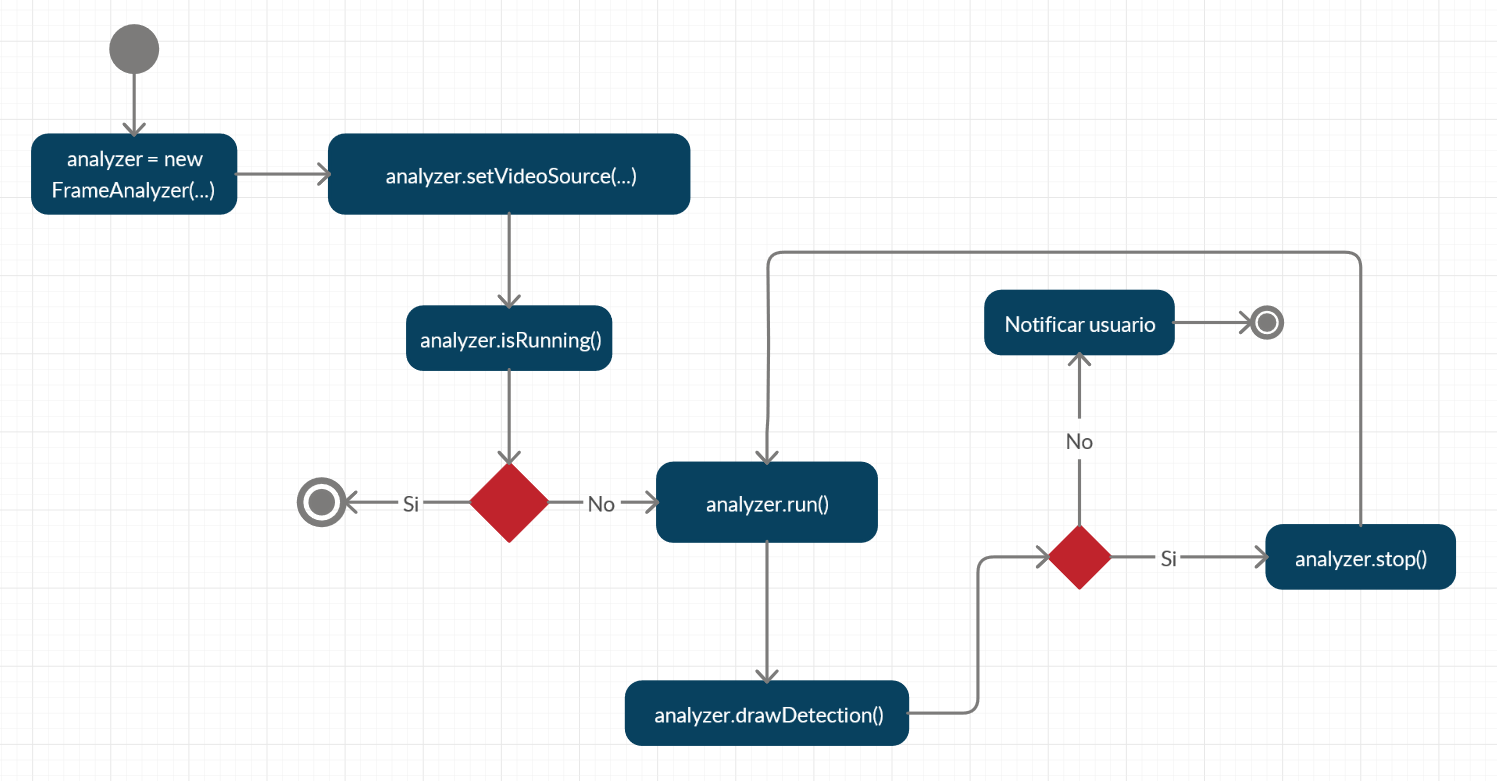 analyzer = new
FrameAnalyzer(...)
analyzer.setVideoSource(...)
analyzer.isRunning()
Notificar usuario
No
Si
No
analyzer.run()
Si
analyzer.stop()
analyzer.drawDetection()